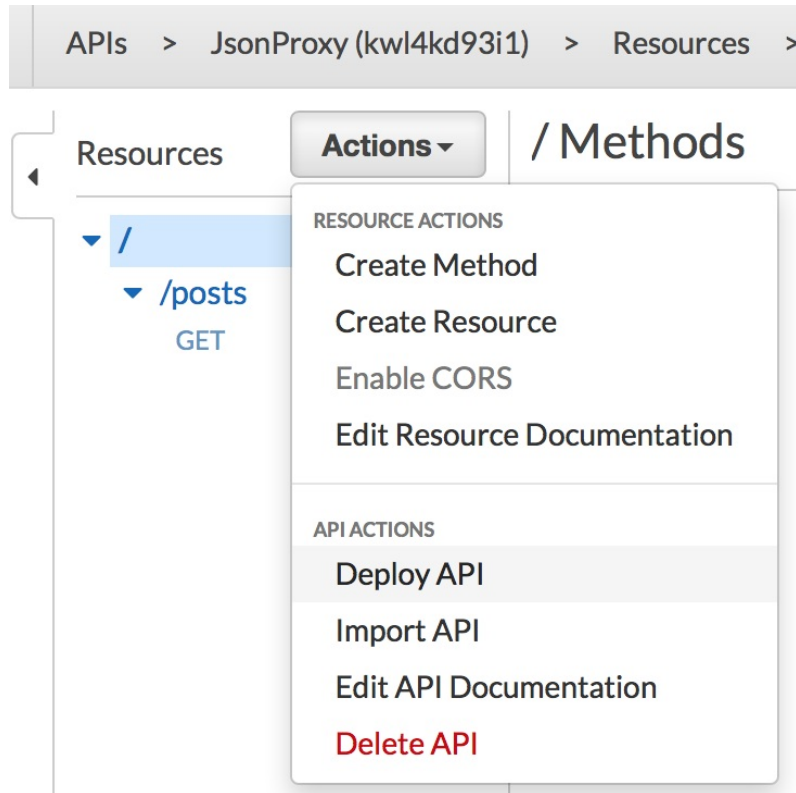 APIs > JsonProxy (kwl4kd93i1) > Resources >
Resources
Actions
/ Methods
/
/posts
GET
RESOURCE ACTIONS
Create Method
Create Resource
Enable CORS
Edit Resource Documentation
API ACTIONS
Deploy API
Import API
Edit API Documentation
Delete API